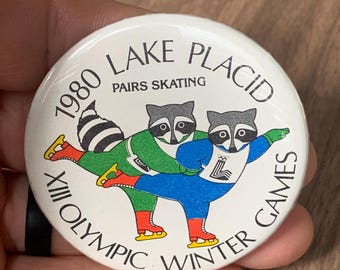 1980 LAKE PLACID
PAIRS SKATING
XIII OLYMPIC WINTER GAMES